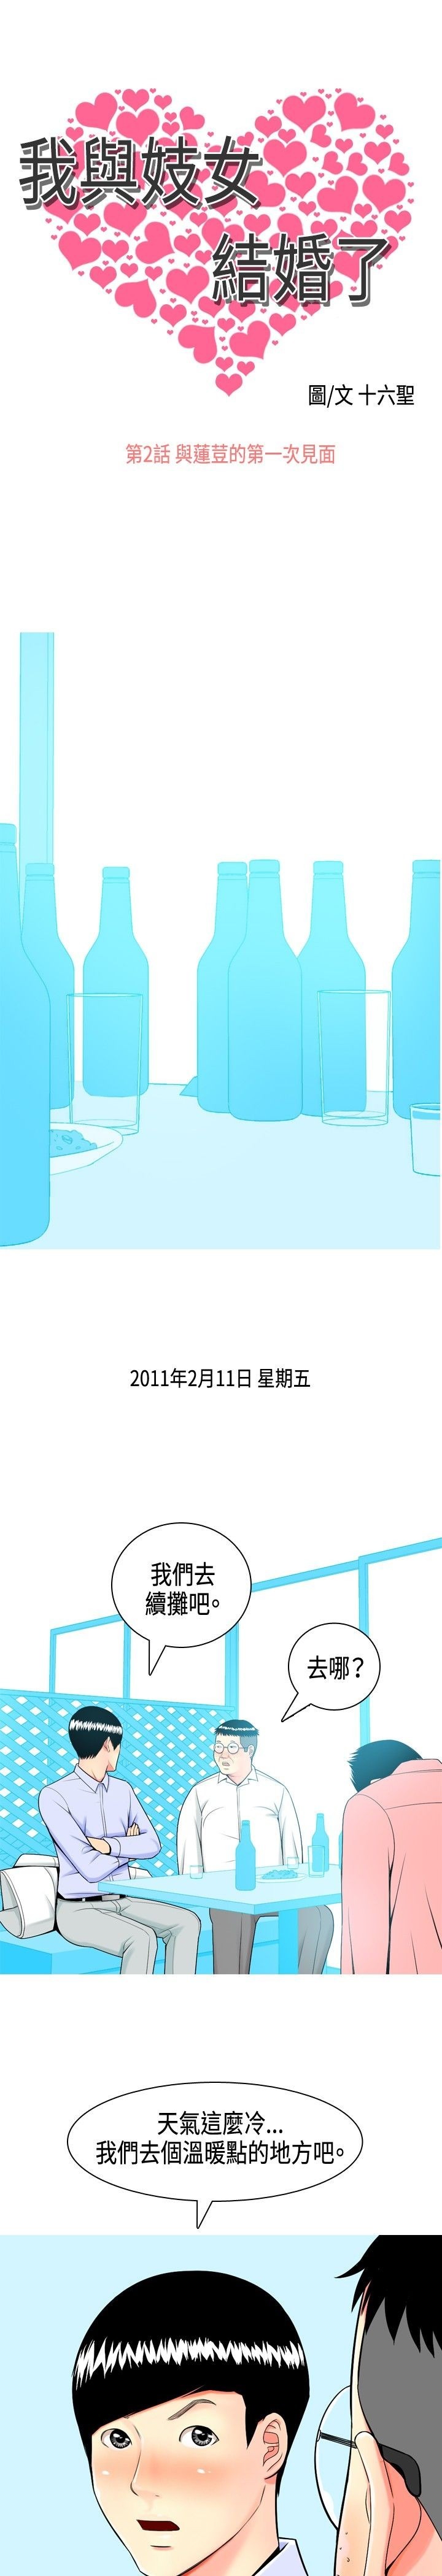 我與妓女
結婚了
圖/文 十六聖
第2話 與蓮荳的第一次見面
2011年2月11日 星期五
我們去
續攤吧。
去哪?
天氣這麼冷...
我們去個溫暖點的地方吧。